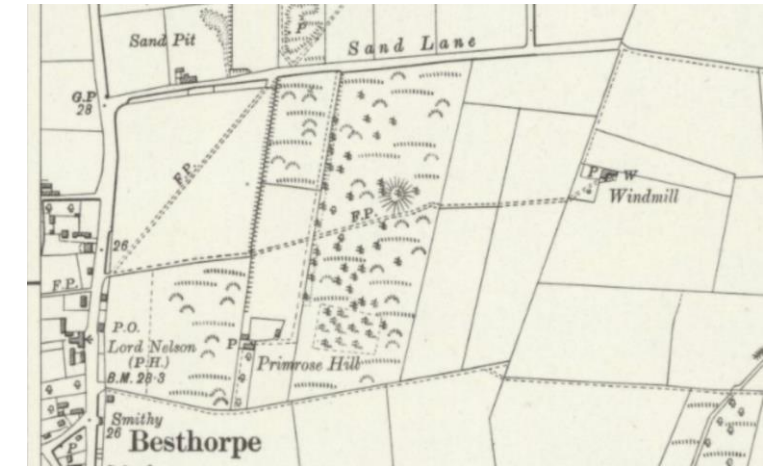 Sand Pit
P
Sand Lane
G.P
28
F.P.
P
W
Windmill
F.P.
26
F.P.
P.O.
Lord Nelson
(P.H.)
B.M. 28·3
P
Primrose Hill
Smithy
26
Besthorpe
P